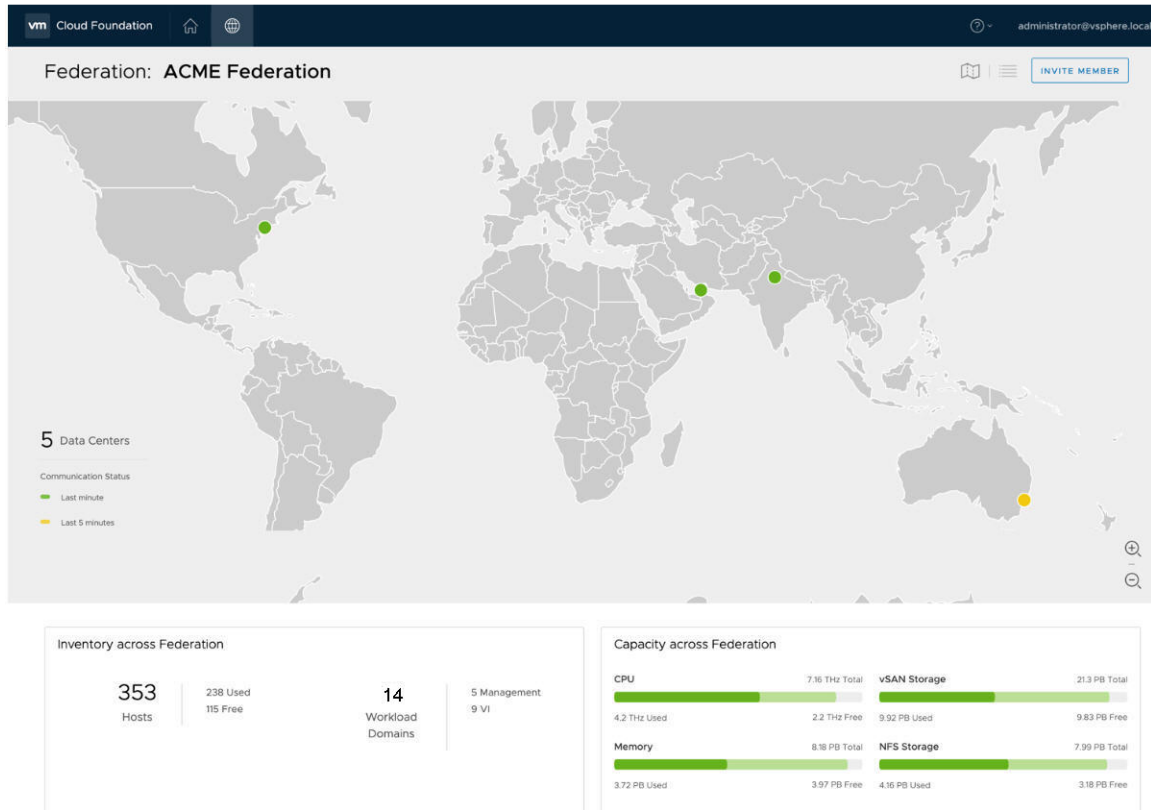 vm Cloud Foundation
administrator@vsphere.local
Federation: ACME Federation
INVITE MEMBER
5 Data Centers
Communication Status
Last minute
Last 5 minutes
Inventory across Federation
353
Hosts
238 Used
115 Free
14
Workload
Domains
5 Management
9 VI
Capacity across Federation
CPU 7.16 THz Total
4.2 THz Used 2.2 THz Free
vSAN Storage 21.3 PB Total
9.92 PB Used 9.83 PB Free
Memory 8.18 PB Total
3.72 PB Used 3.97 PB Free
NFS Storage 7.99 PB Total
4.16 PB Used 3.18 PB Free